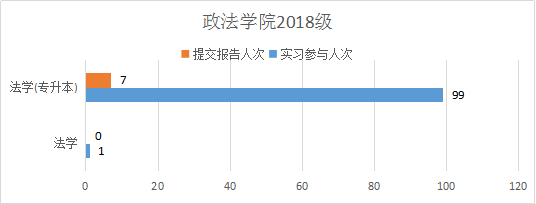 政法学院2018级
提交报告人次 实习参与人次
法学(专升本) 7
99
法学 0
1
0 20 40 60 80 100 120